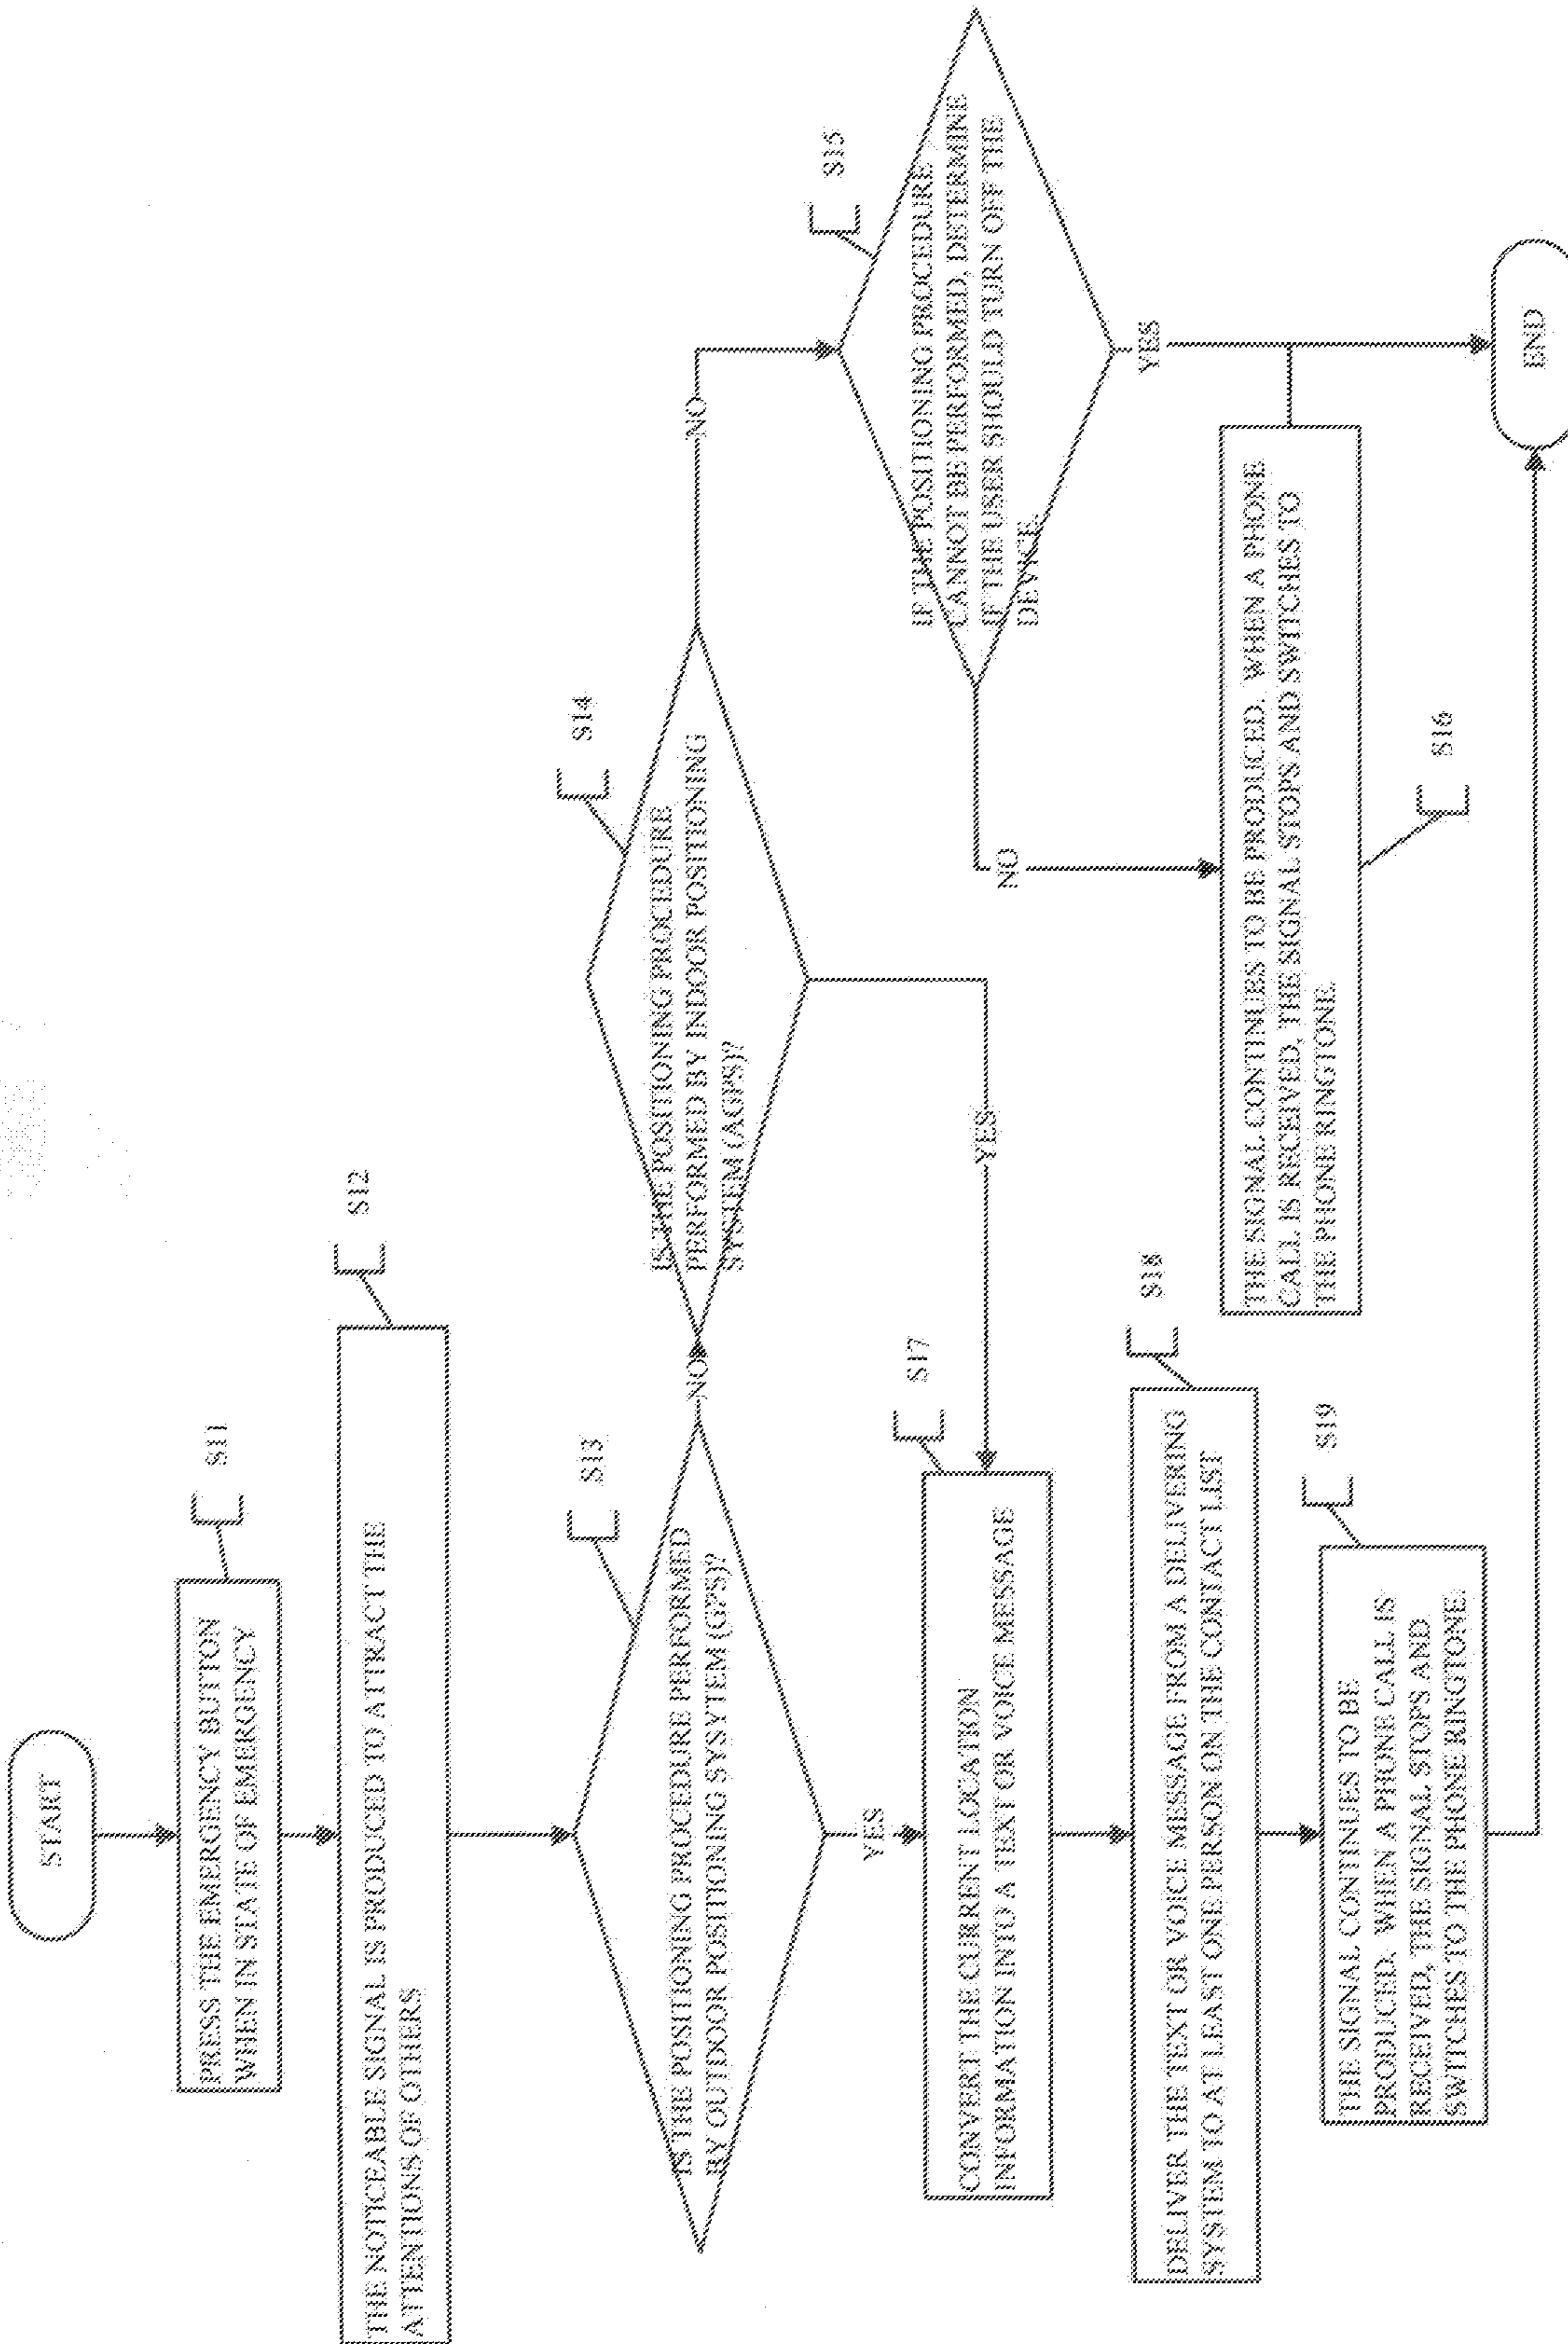 START
PRESS THE EMERGENCY BUTTON
WHEN IN STATE OF EMERGENCY
S11
THE NOTICEABLE SIGNAL IS PRODUCED TO ATTRACT THE
ATTENTIONS OF OTHERS
S12
IS THE POSITIONING PROCEDURE PERFORMED
BY OUTDOOR POSITIONING SYSYTEM (GPS)?
S13
NO
YES
IS THE POSITIONING PROCEDURE
PERFORMED BY INDOOR POSITIONING
SYSTEM (AGPS)?
S14
NO
YES
IF THE POSITIONING PROCEDURE
CANNOT BE PERFORMED, DETERMINE
IF THE USER SHOULD TURN OFF THE
DEVICE.
S15
NO
YES
THE SIGNAL CONTINUES TO BE PRODUCED. WHEN A PHONE
CALL IS RECEIVED, THE SIGNAL STOPS AND SWITCHES TO
THE PHONE RINGTONE.
S16
CONVERT THE CURRENT LOCATION
INFORMATION INTO A TEXT OR VOICE MESSAGE
S17
DELIVER THE TEXT OR VOICE MESSAGE FROM A DELIVERING
SYSTEM TO AT LEAST ONE PERSON ON THE CONTACT LIST
S18
THE SIGNAL CONTINUES TO BE
PRODUCED. WHEN A PHONE CALL IS
RECEIVED, THE SIGNAL STOPS AND
SWITCHES TO THE PHONE RINGTONE.
S19
END